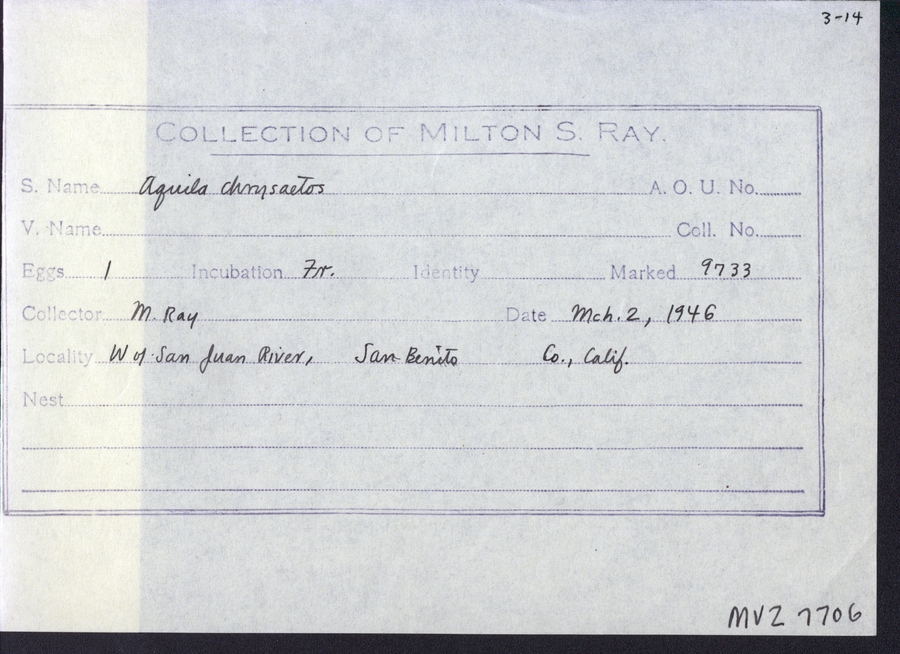 3-14
COLLECTION OF MILTON S. RAY.
S. Name Aquila chrysaetos A. O. U. No.
V. Name Coll. No.
Eggs 1 Incubation Fr. Identity Marked 9733
Collector M. Ray Date Mch. 2, 1946
Locality W of San Juan River, San Benito Co., Calif.
Nest
MVZ 7706